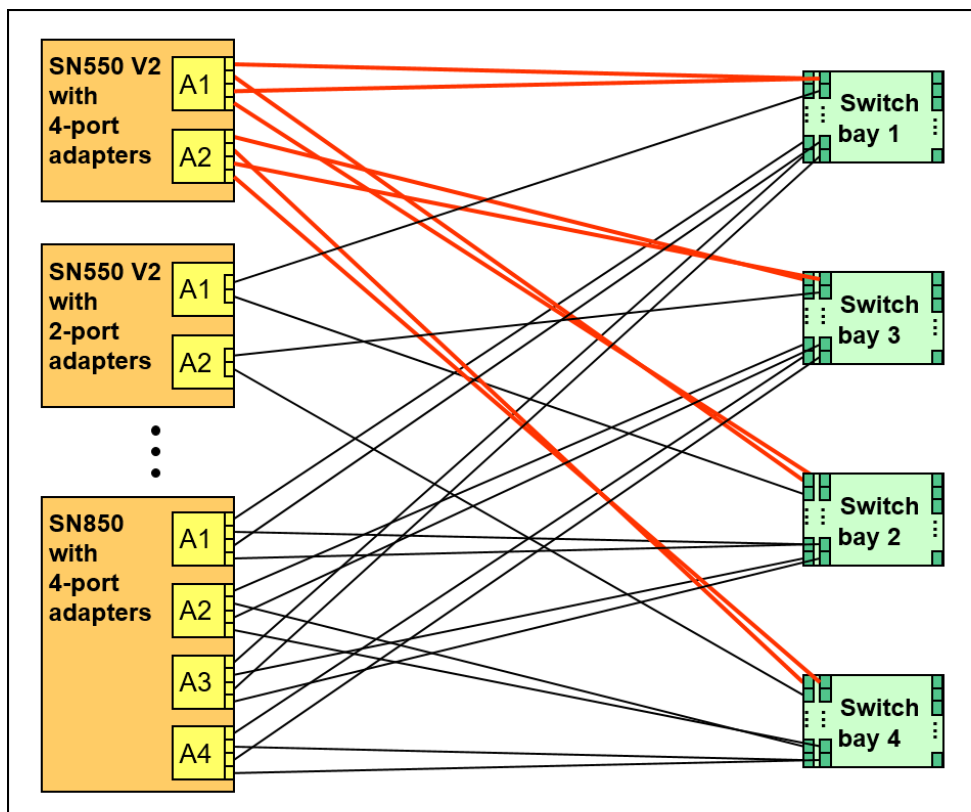 SN550 V2
with
4-port
adapters
A1
A2
SN550 V2
with
2-port
adapters
A1
A2
SN850
with
4-port
adapters
A1
A2
A3
A4
Switch
bay 1
Switch
bay 3
Switch
bay 2
Switch
bay 4